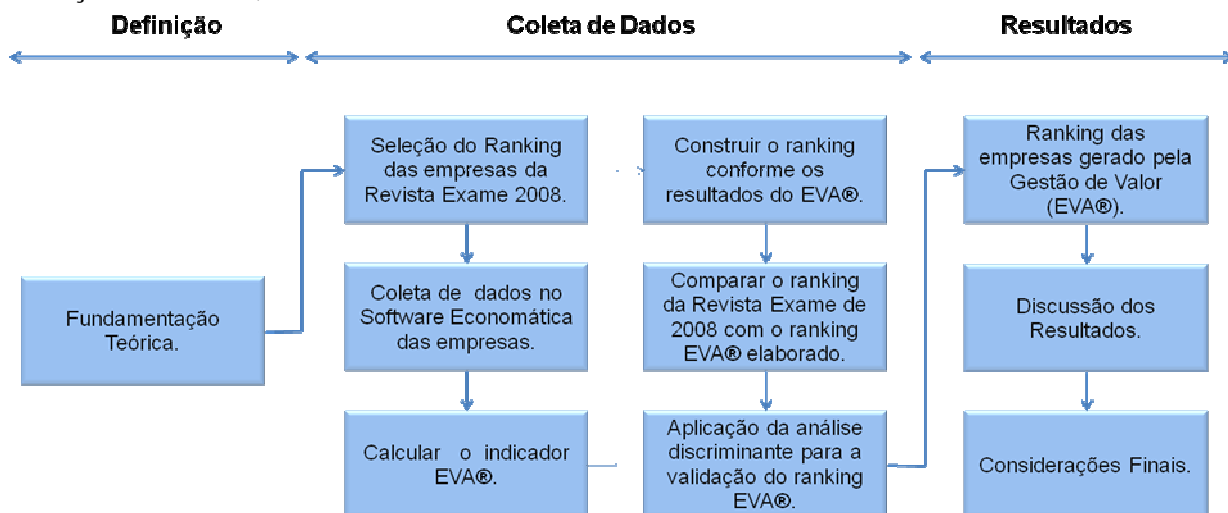 Definição
Coleta de Dados
Resultados
Fundamentação
Teórica.
Seleção do Ranking
das empresas da
Revista Exame 2008.
Coleta de dados no
Software Economática
das empresas.
Calcular o indicador
EVA®.
Construir o ranking
conforme os
resultados do EVA®.
Comparar o ranking
da Revista Exame de
2008 com o ranking
EVA® elaborado.
Aplicação da análise
discriminante para a
validação do ranking
EVA®.
Ranking das
empresas gerado pela
Gestão de Valor
(EVA®).
Discussão dos
Resultados.
Considerações Finais.